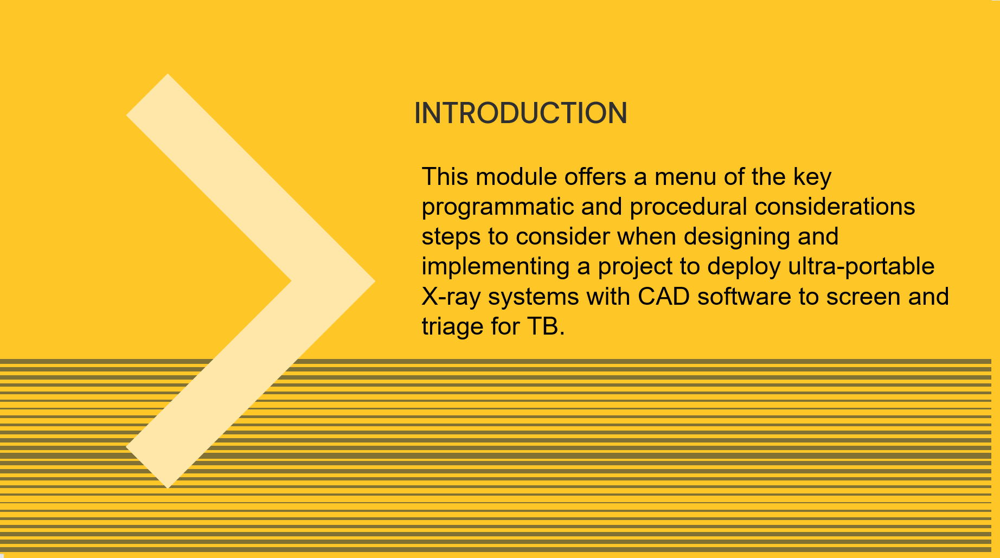 INTRODUCTION
This module offers a menu of the key
programmatic and procedural considerations
steps to consider when designing and
implementing a project to deploy ultra-portable
X-ray systems with CAD software to screen and
triage for TB.